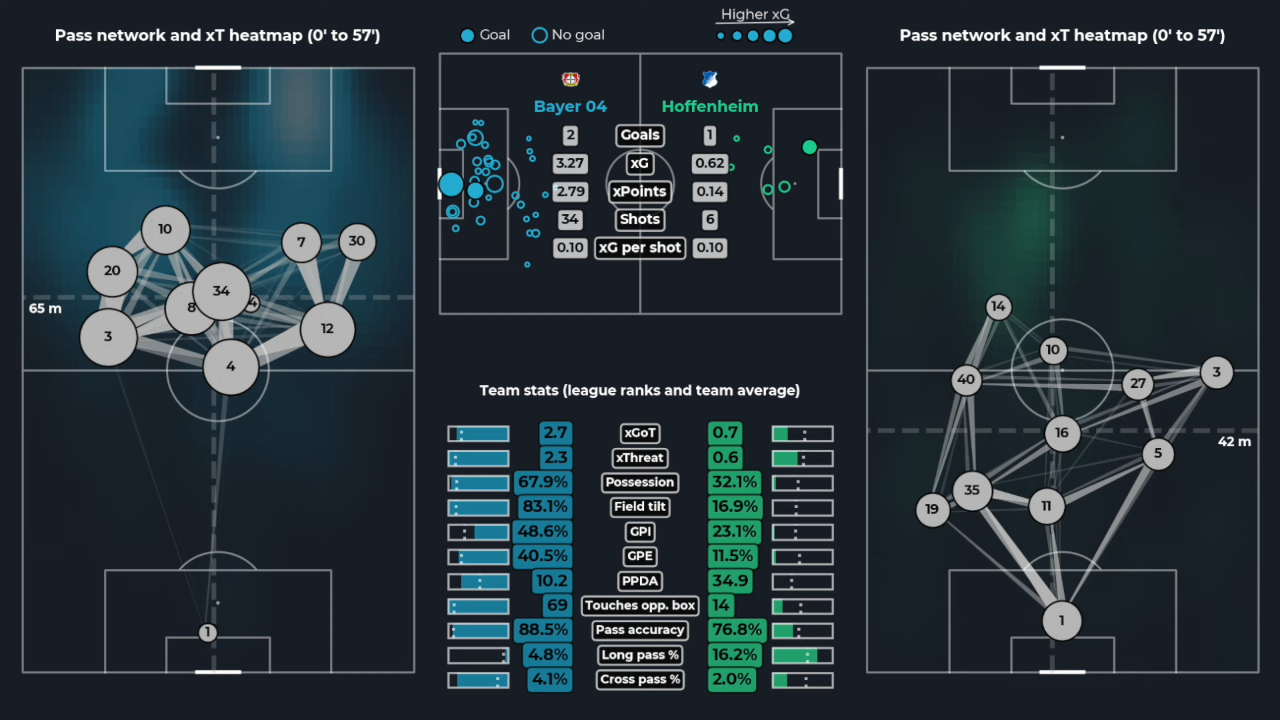 Pass network and xT heatmap (0' to 57')
10
7
30
20
34
8
4
65 m
3
12
4
1
Goal
No goal
Higher xG
Bayer 04
Hoffenheim
2 Goals 1
3.27 xG 0.62
2.79 xPoints 0.14
34 Shots 6
0.10 xG per shot 0.10
Team stats (league ranks and team average)
2.7 xGoT 0.7
2.3 xThreat 0.6
67.9% Possession 32.1%
83.1% Field tilt 16.9%
48.6% GPI 23.1%
40.5% GPE 11.5%
10.2 PPDA 34.9
69 Touches opp. box 14
88.5% Pass accuracy 76.8%
4.8% Long pass % 16.2%
4.1% Cross pass % 2.0%
Pass network and xT heatmap (0' to 57')
14
10
40
27
3
16
42 m
5
35
19
11
1